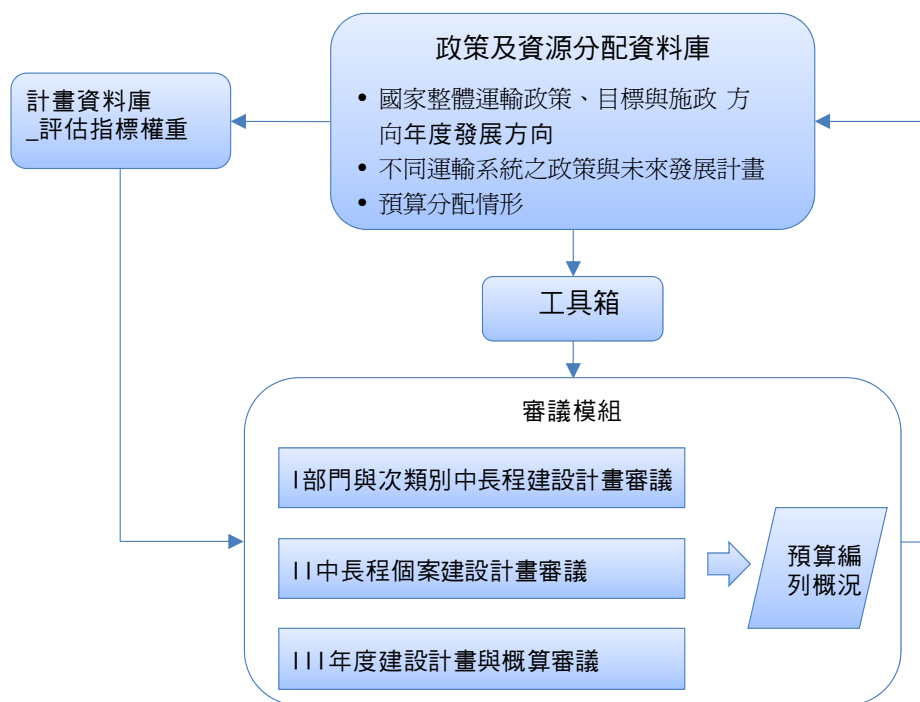 政策及資源分配資料庫
• 國家整體運輸政策、目標與施政 方
向年度發展方向
• 不同運輸系統之政策與未來發展計畫
• 預算分配情形
計畫資料庫
_評估指標權重
工具箱
審議模組
I部門與次類別中長程建設計畫審議
II中長程個案建設計畫審議
III年度建設計畫與概算審議
預算編
列概況